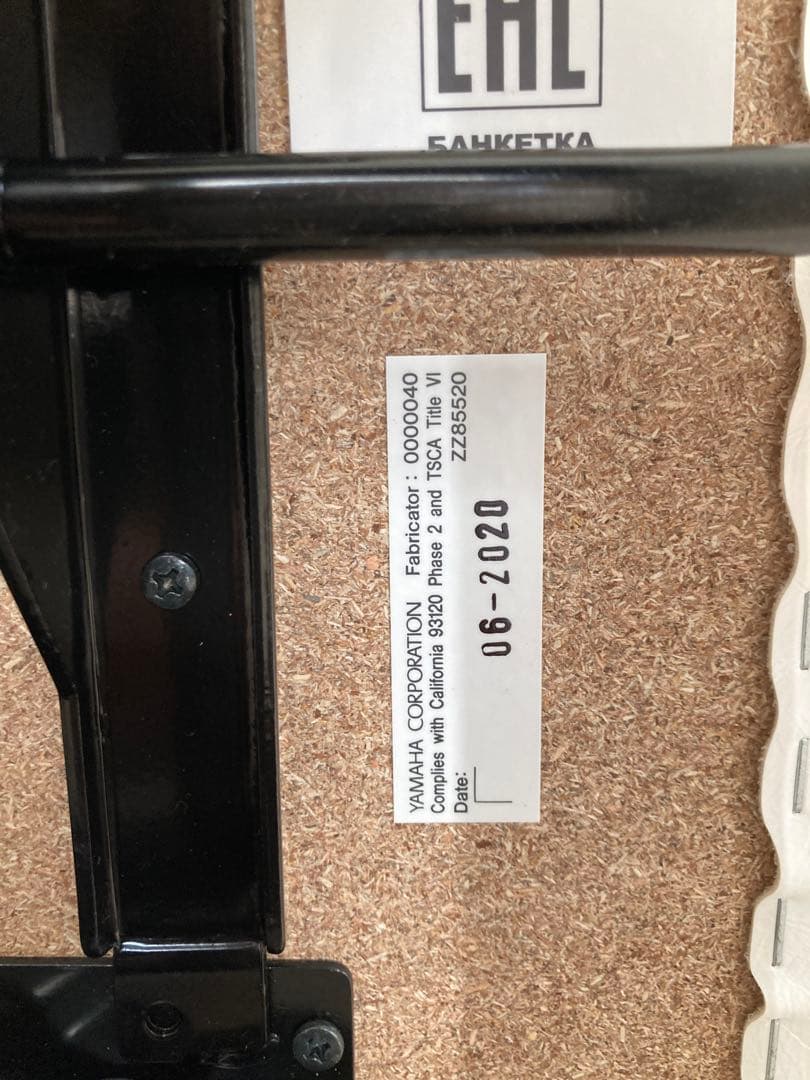 EAC
БАНКЕТКА
YAMAHA CORPORATION Fabricator : 0000040
Complies with California 93120 Phase 2 and TSCA Title VI
Date: ZZ85520
06-2020